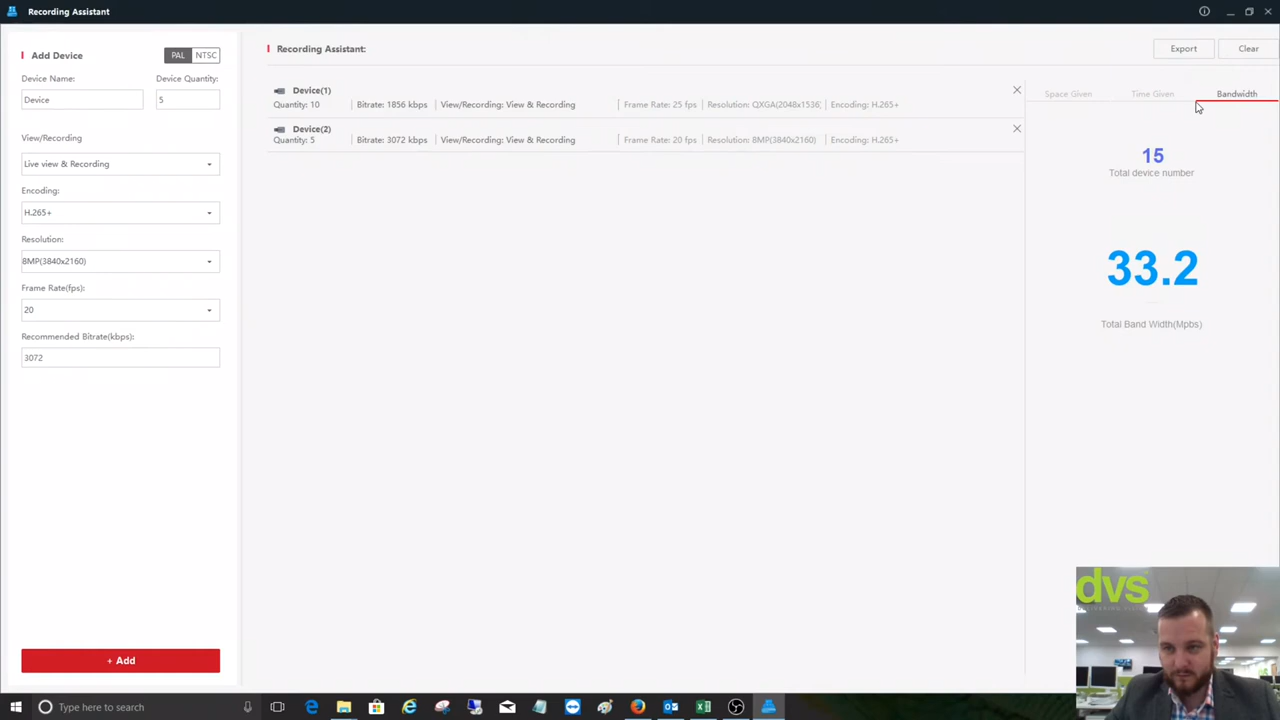 Recording Assistant
Add Device
PAL NTSC
Device Name: Device Quantity:
Device 5
View/Recording
Live view & Recording
Encoding:
H.265+
Resolution:
8MP(3840x2160)
Frame Rate(fps):
20
Recommended Bitrate(kbps):
3072
+ Add
Recording Assistant:
Export Clear
Device(1)
Quantity: 10 Bitrate: 1856 kbps View/Recording: View & Recording Frame Rate: 25 fps Resolution: QXGA(2048x1536) Encoding: H.265+
Device(2)
Quantity: 5 Bitrate: 3072 kbps View/Recording: View & Recording Frame Rate: 20 fps Resolution: 8MP(3840x2160) Encoding: H.265+
Space Given Time Given Bandwidth
15
Total device number
33.2
Total Band Width(Mpbs)
dvs
Type here to search